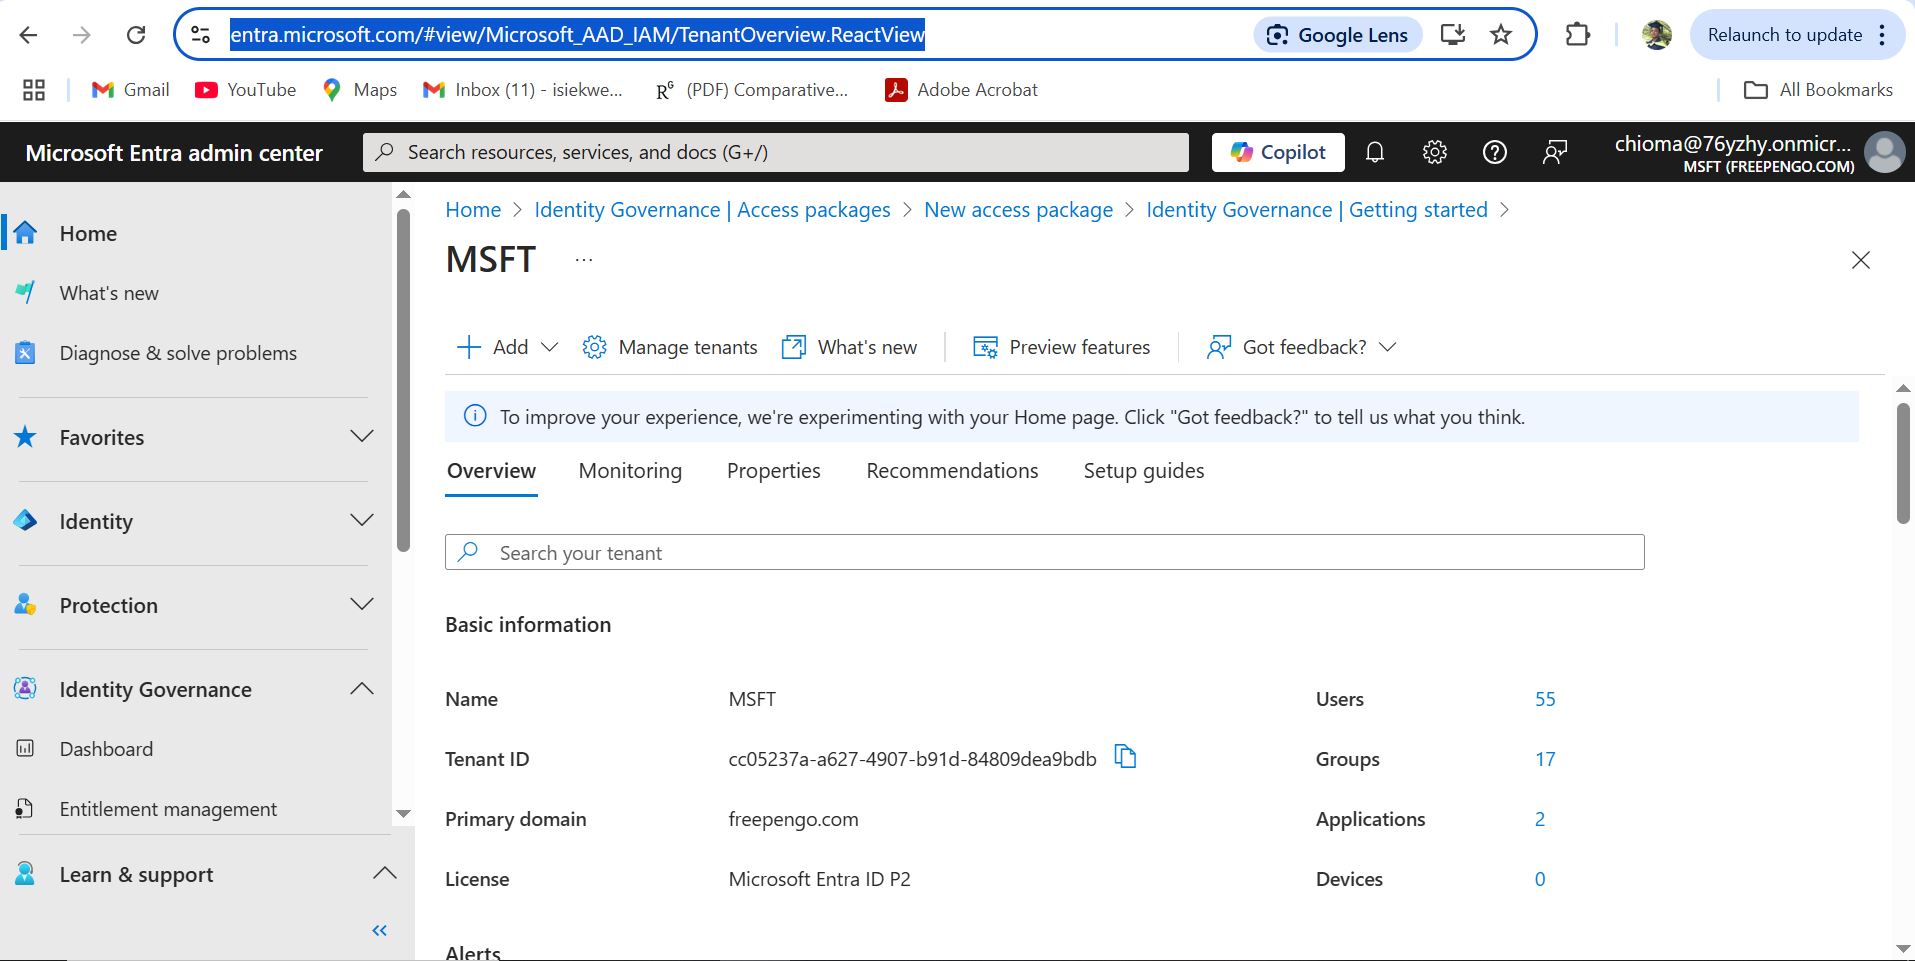 entra.microsoft.com/#view/Microsoft_AAD_IAM/TenantOverview.ReactView
Google Lens
Relaunch to update
Gmail
YouTube
Maps
Inbox (11) - isiekwe...
R^G (PDF) Comparative...
Adobe Acrobat
All Bookmarks
Microsoft Entra admin center
Search resources, services, and docs (G+/)
Copilot
chioma@76yzhy.onmicr...
MSFT (FREEPENGO.COM)
Home
What's new
Diagnose & solve problems
Favorites
Identity
Protection
Identity Governance
Dashboard
Entitlement management
Learn & support
Home > Identity Governance | Access packages > New access package > Identity Governance | Getting started >
MSFT ...
Add
Manage tenants
What's new
Preview features
Got feedback?
To improve your experience, we're experimenting with your Home page. Click "Got feedback?" to tell us what you think.
Overview Monitoring Properties Recommendations Setup guides
Search your tenant
Basic information
Name MSFT Users 55
Tenant ID cc05237a-a627-4907-b91d-84809dea9bdb Groups 17
Primary domain freepengo.com Applications 2
License Microsoft Entra ID P2 Devices 0
Alerts